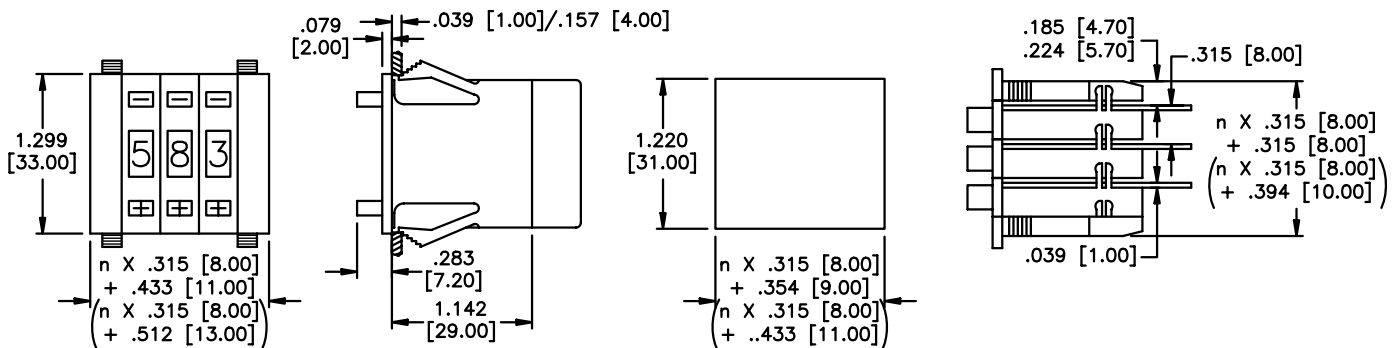 1.299
[33.00]
− − −
5 8 3
+ + +
n X .315 [8.00]
+ .433 [11.00]
(n X .315 [8.00]
+ .512 [13.00])
.079
[2.00]
.039 [1.00]/.157 [4.00]
.283
[7.20]
1.142
[29.00]
1.220
[31.00]
n X .315 [8.00]
+ .354 [9.00]
(n X .315 [8.00]
+ ..433 [11.00])
.185 [4.70]
.224 [5.70]
.315 [8.00]
n X .315 [8.00]
+ .315 [8.00]
(n X .315 [8.00]
+ .394 [10.00])
.039 [1.00]